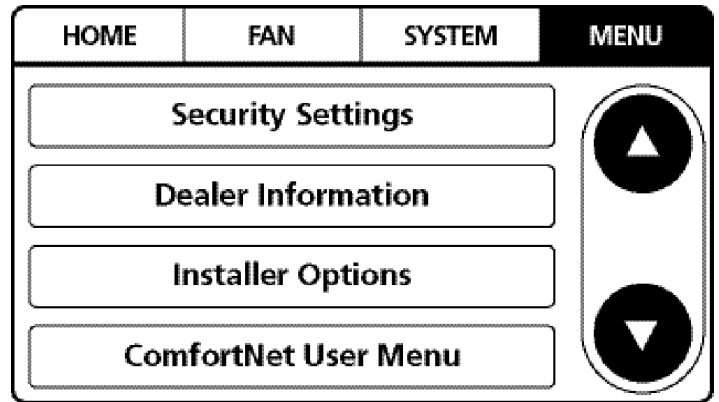 HOME FAN SYSTEM MENU
Security Settings
Dealer Information
Installer Options
ComfortNet User Menu